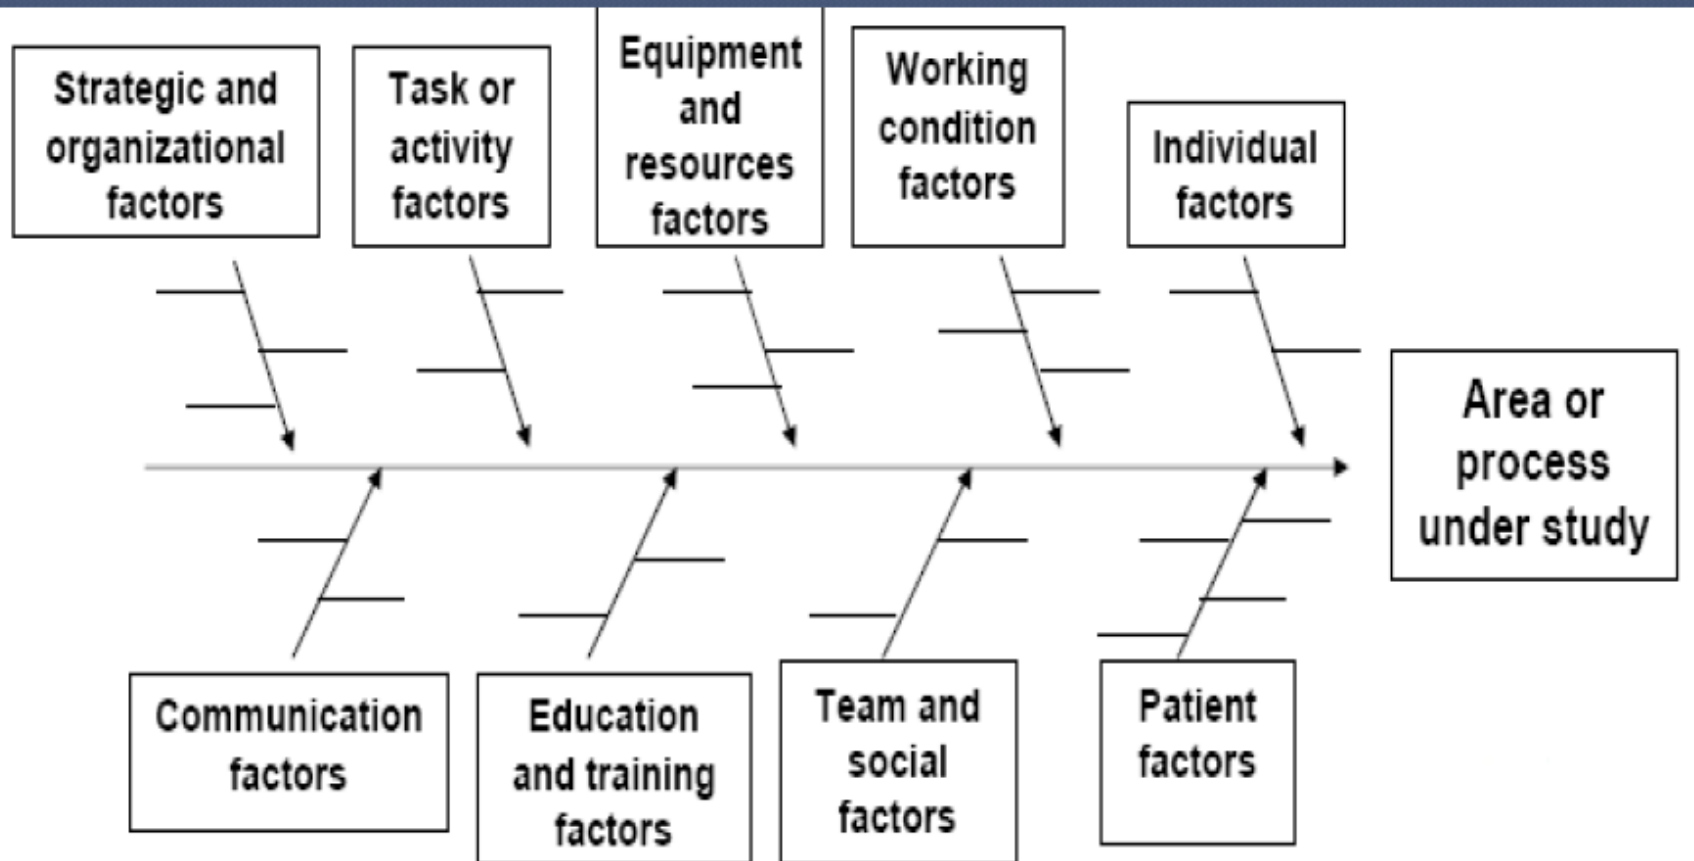 Strategic and
organizational
factors
Task or
activity
factors
Equipment
and
resources
factors
Working
condition
factors
Individual
factors
Area or
process
under study
Communication
factors
Education
and training
factors
Team and
social
factors
Patient
factors